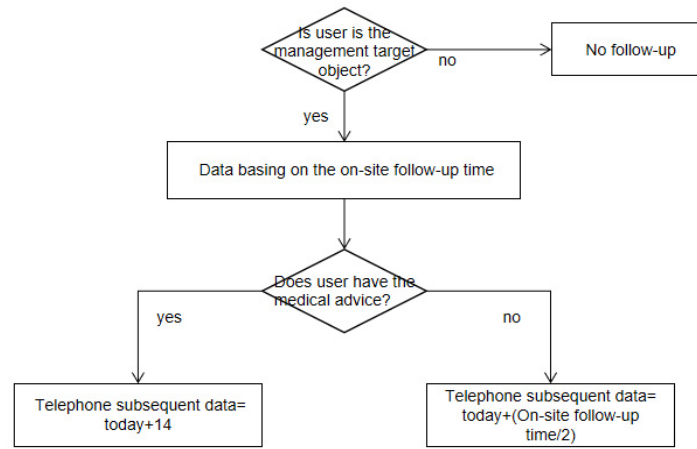 Is user is the
management target
object?
no
No follow-up
yes
Data basing on the on-site follow-up time
Does user have the
medical advice?
yes
no
Telephone subsequent data=
today+14
Telephone subsequent data=
today+(On-site follow-up
time/2)